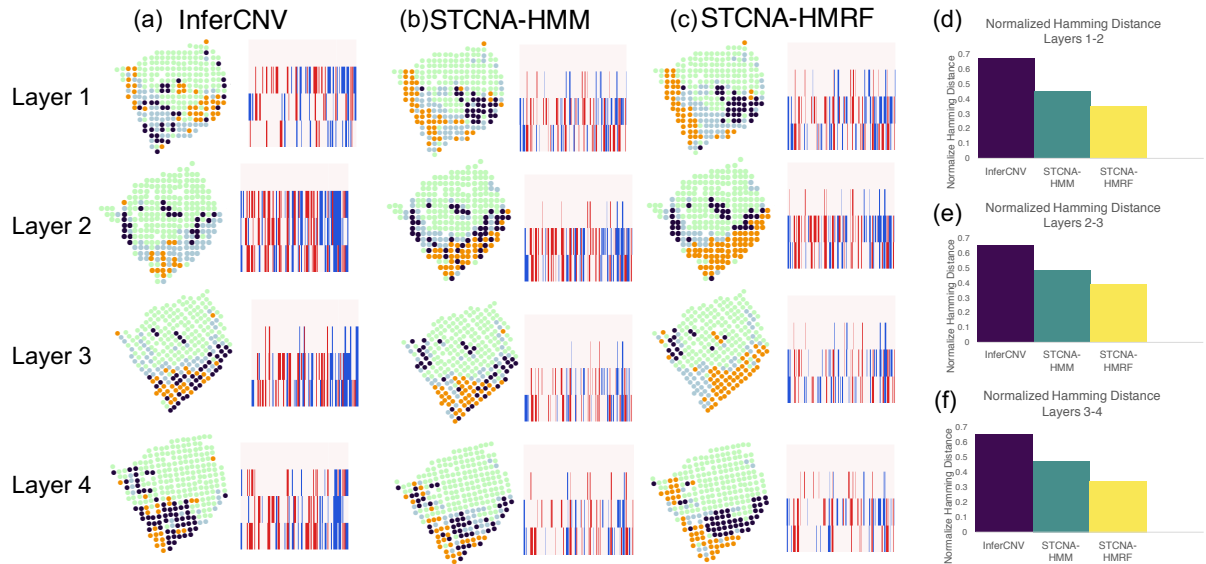 (a) InferCNV
(b) STCNA-HMM
(c) STCNA-HMRF
Layer 1
Layer 2
Layer 3
Layer 4
(d)
Normalized Hamming Distance
Layers 1-2
Normalize Hamming Distance
0.7
0.6
0.5
0.4
0.3
0.2
0.1
0
InferCNV
STCNA-
HMM
STCNA-
HMRF
(e)
Normalized Hamming Distance
Layers 2-3
Normalize Hamming Distance
0.7
0.6
0.5
0.4
0.3
0.2
0.1
0
InferCNV
STCNA-
HMM
STCNA-
HMRF
(f)
Normalized Hamming Distance
Layers 3-4
Normalize Hamming Distance
0.7
0.6
0.5
0.4
0.3
0.2
0.1
0
InferCNV
STCNA-
HMM
STCNA-
HMRF